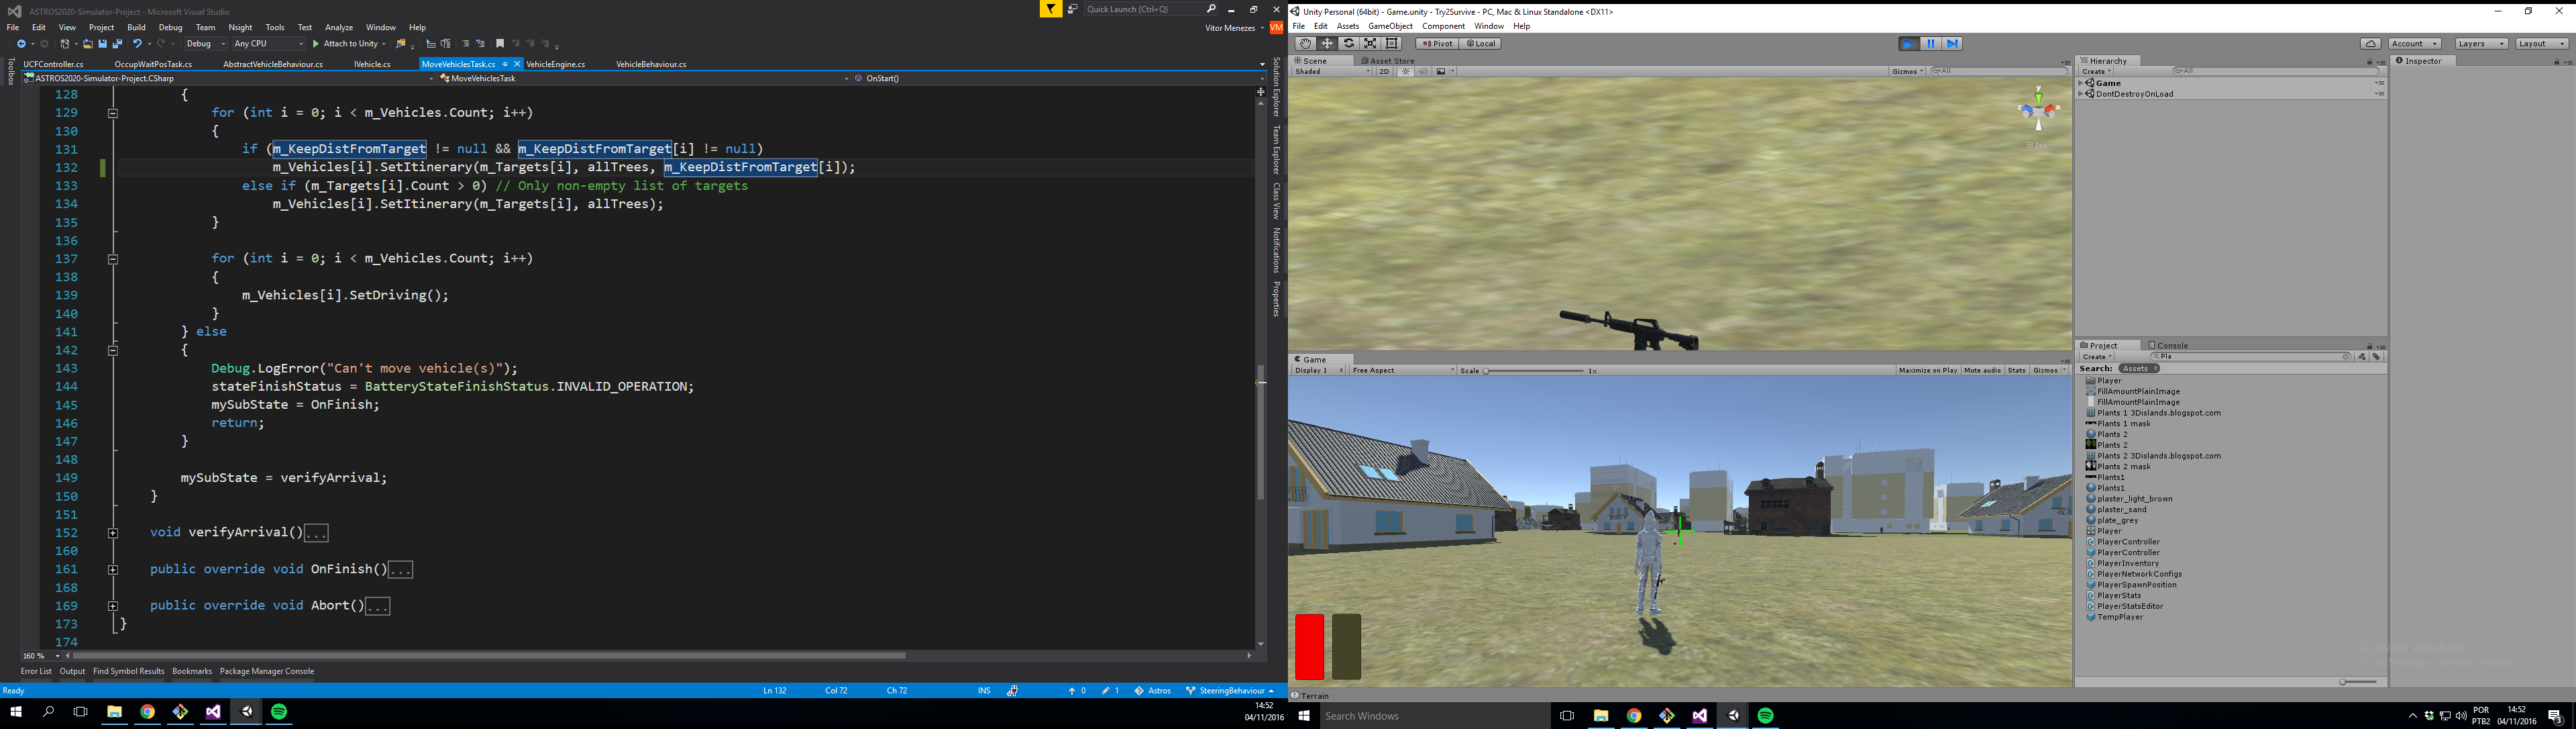 ASTROS2020-Simulator-Project - Microsoft Visual Studio
Quick Launch (Ctrl+Q)
File Edit View Project Build Debug Team Nsight Tools Test Analyze Window Help
Vitor Menezes VM
Debug Any CPU Attach to Unity
UCFController.cs OccupWaitPosTask.cs AbstractVehicleBehaviour.cs IVehicle.cs MoveVehiclesTask.cs VehicleEngine.cs VehicleBehaviour.cs
ASTROS2020-Simulator-Project.CSharp MoveVehiclesTask OnStart()
Toolbox
128 {
129 for (int i = 0; i < m_Vehicles.Count; i++)
130 {
131 if (m_KeepDistFromTarget != null && m_KeepDistFromTarget[i] != null)
132 m_Vehicles[i].SetItinerary(m_Targets[i], allTrees, m_KeepDistFromTarget[i]);
133 else if (m_Targets[i].Count > 0) // Only non-empty list of targets
134 m_Vehicles[i].SetItinerary(m_Targets[i], allTrees);
135 }
136
137 for (int i = 0; i < m_Vehicles.Count; i++)
138 {
139 m_Vehicles[i].SetDriving();
140 }
141 } else
142 {
143 Debug.LogError("Can't move vehicle(s)");
144 stateFinishStatus = BatteryStateFinishStatus.INVALID_OPERATION;
145 mySubState = OnFinish;
146 return;
147 }
148
149 mySubState = verifyArrival;
150 }
151
152 void verifyArrival()...
160
161 public override void OnFinish()...
168
169 public override void Abort()...
173 }
174
Solution Explorer
Team Explorer
Class View
Notifications
Properties
160 %
Error List Output Find Symbol Results Bookmarks Package Manager Console
Ready Ln 132 Col 72 Ch 72 INS 0 1 Astros SteeringBehaviour
14:52
04/11/2016
Unity Personal (64bit) - Game.unity - Try2Survive - PC, Mac & Linux Standalone <DX11>
File Edit Assets GameObject Component Window Help
Pivot Local Account Layers Layout
Scene Asset Store
Shaded 2D Gizmos All
y
z x
Iso
Game
Display 1 Free Aspect Scale 1x Maximize on Play Mute audio Stats Gizmos
Terrain
Hierarchy
Create All
Game
DontDestroyOnLoad
Project Console
Create Pla
Search: Assets
Player
FillAmountPlainImage
FillAmountPlainImage
Plants 1 3Dislands.blogspot.com
Plants 1 mask
Plants 2
Plants 2
Plants 2 3Dislands.blogspot.com
Plants 2 mask
Plants1
Plants1
plaster_light_brown
plaster_sand
plate_grey
Player
PlayerController
PlayerController
PlayerInventory
PlayerNetworkConfigs
PlayerSpawnPosition
PlayerStats
PlayerStatsEditor
TempPlayer
Inspector
Activate Windows
Search Windows
POR
PTB2
14:52
04/11/2016
3